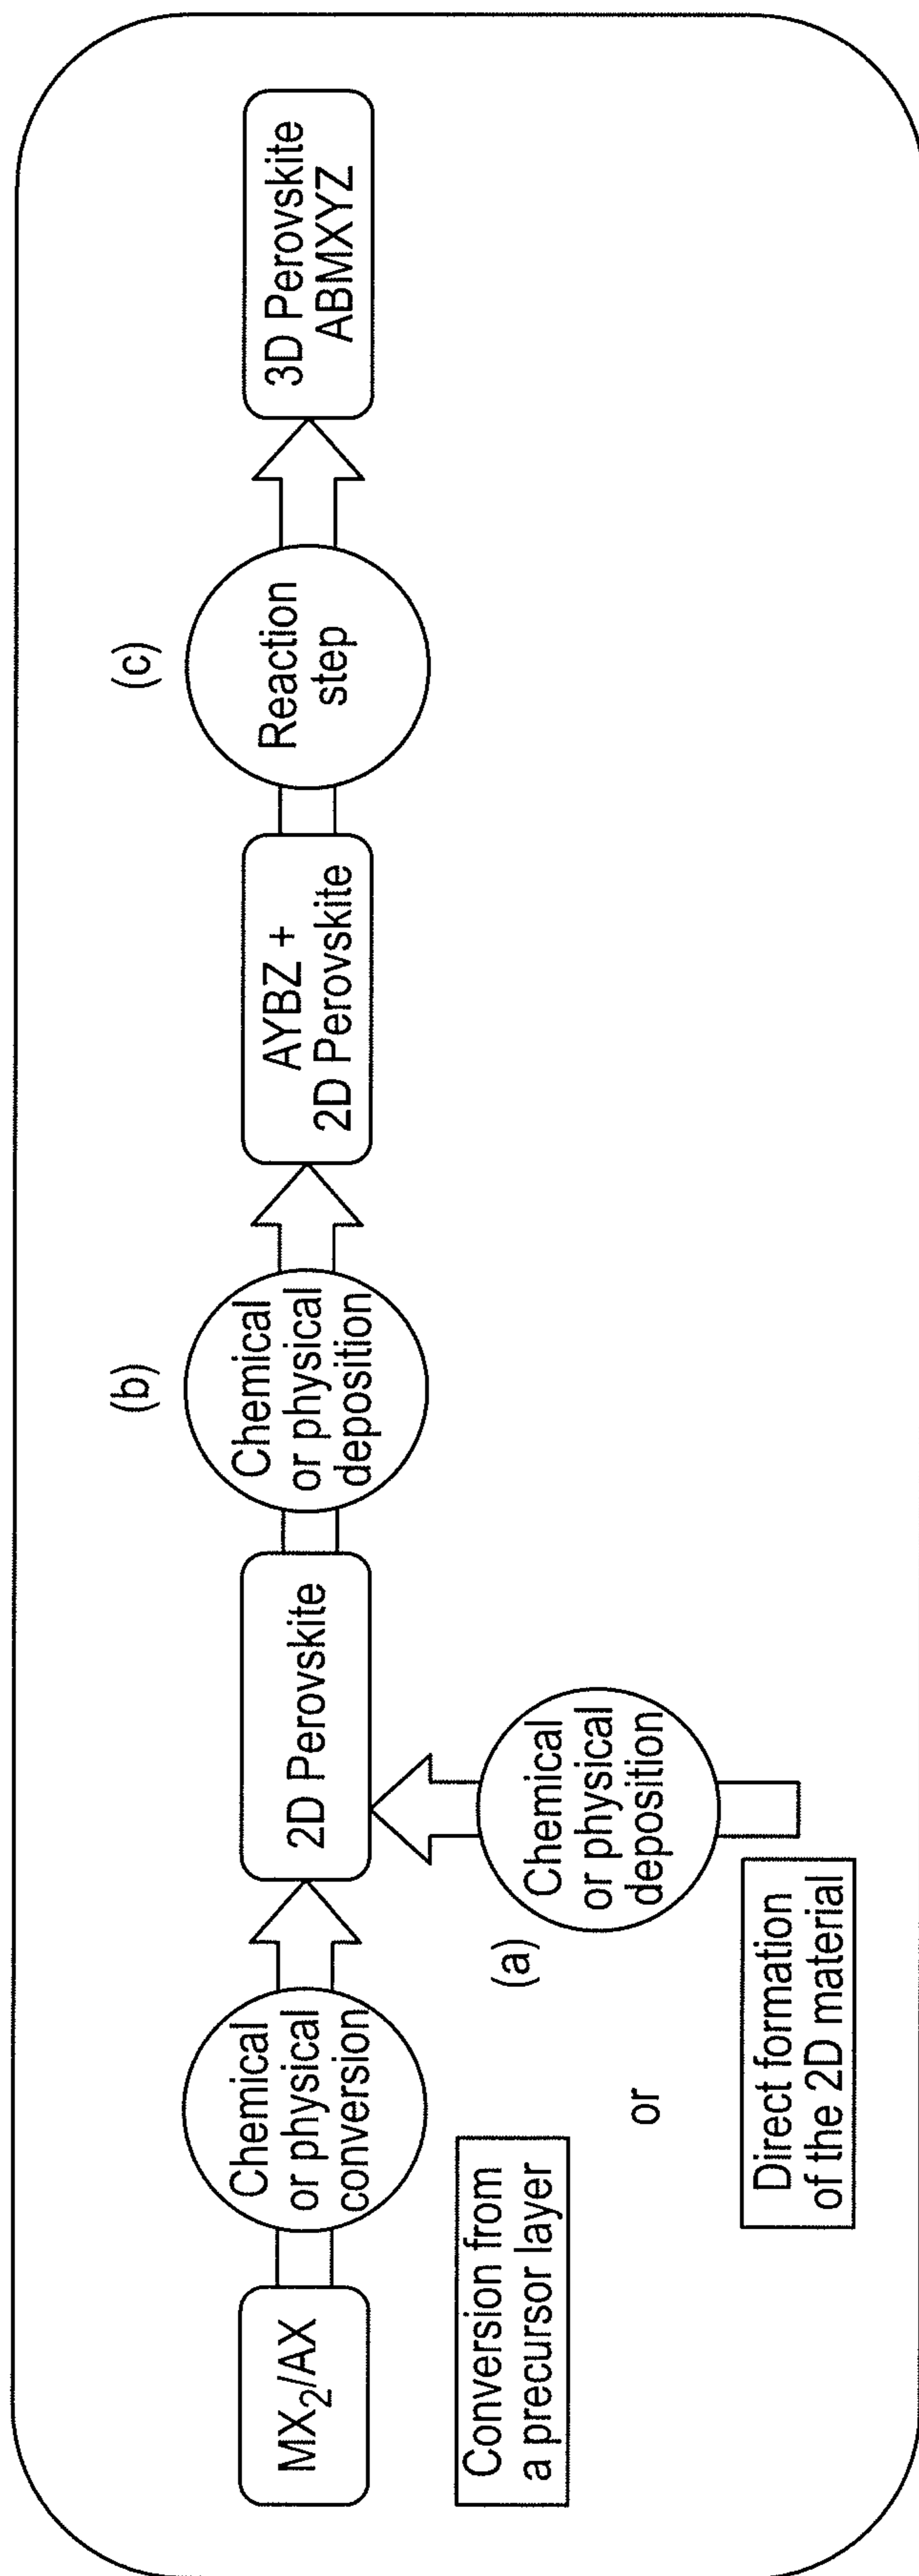 MX2/AX
Chemical
or physical
conversion
Conversion from
a precursor layer
or
Direct formation
of the 2D material
(a)
Chemical
or physical
deposition
2D Perovskite
(b)
Chemical
or physical
deposition
AYBZ +
2D Perovskite
(c)
Reaction
step
3D Perovskite
ABMXYZ